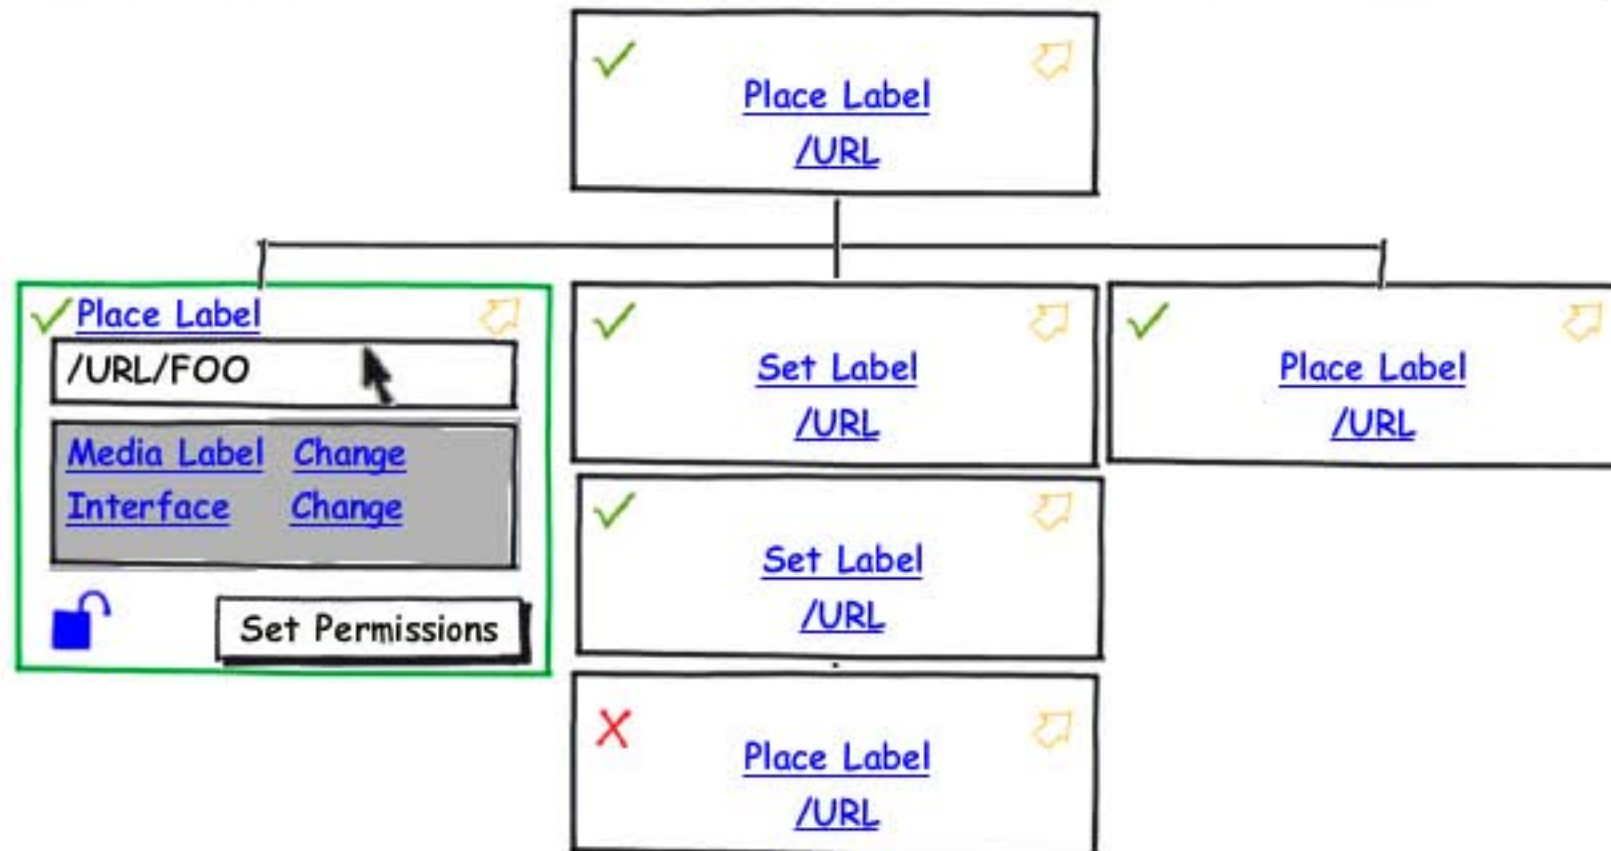 Place Label
/URL
Place Label
/URL/FOO
Media Label Change
Interface Change
Set Permissions
Set Label
/URL
Set Label
/URL
X
Place Label
/URL
Place Label
/URL